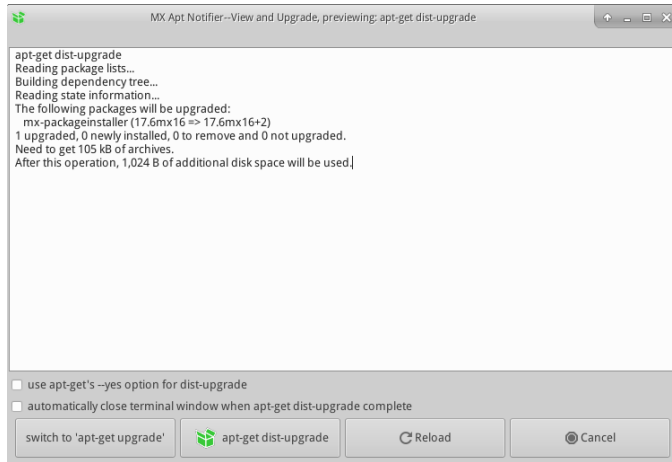 MX Apt Notifier--View and Upgrade, previewing: apt-get dist-upgrade
apt-get dist-upgrade
Reading package lists...
Building dependency tree...
Reading state information...
The following packages will be upgraded:
mx-packageinstaller (17.6mx16 => 17.6mx16+2)
1 upgraded, 0 newly installed, 0 to remove and 0 not upgraded.
Need to get 105 kB of archives.
After this operation, 1,024 B of additional disk space will be used.
use apt-get's --yes option for dist-upgrade
automatically close terminal window when apt-get dist-upgrade complete
switch to 'apt-get upgrade' apt-get dist-upgrade Reload Cancel